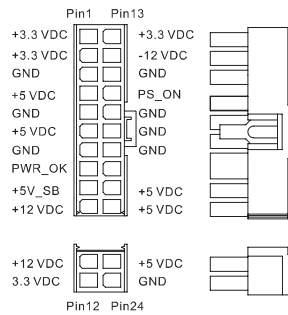 Pin1 Pin13
+3.3 VDC +3.3 VDC
+3.3 VDC -12 VDC
GND GND
+5 VDC PS_ON
GND GND
+5 VDC GND
GND GND
PWR_OK
+5V_SB +5 VDC
+12 VDC +5 VDC
+12 VDC +5 VDC
3.3 VDC GND
Pin12 Pin24